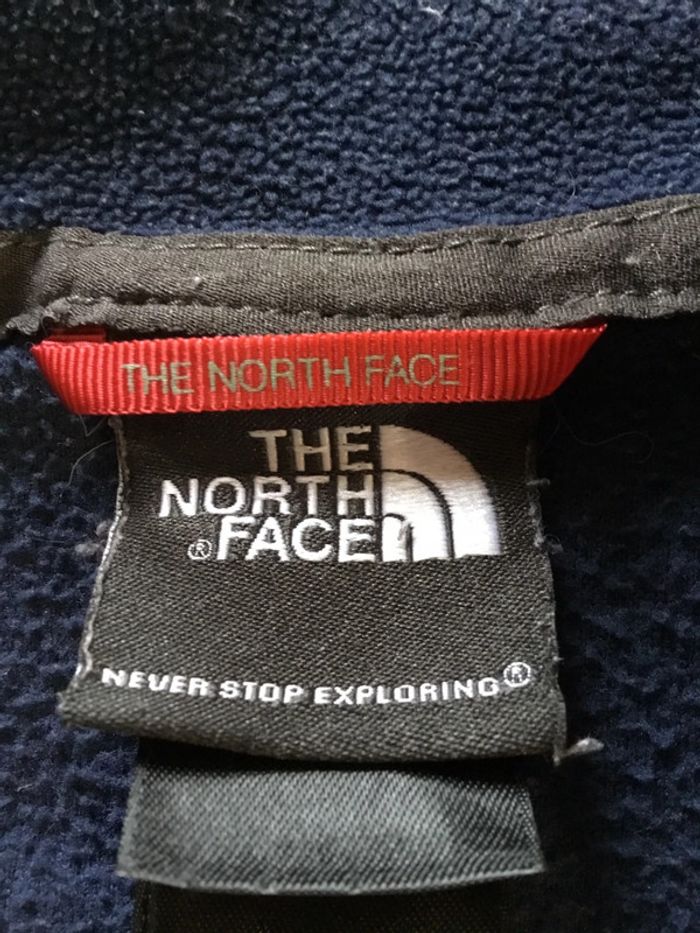 THE NORTH FACE
THE
NORTH
®FACE
NEVER STOP EXPLORING®